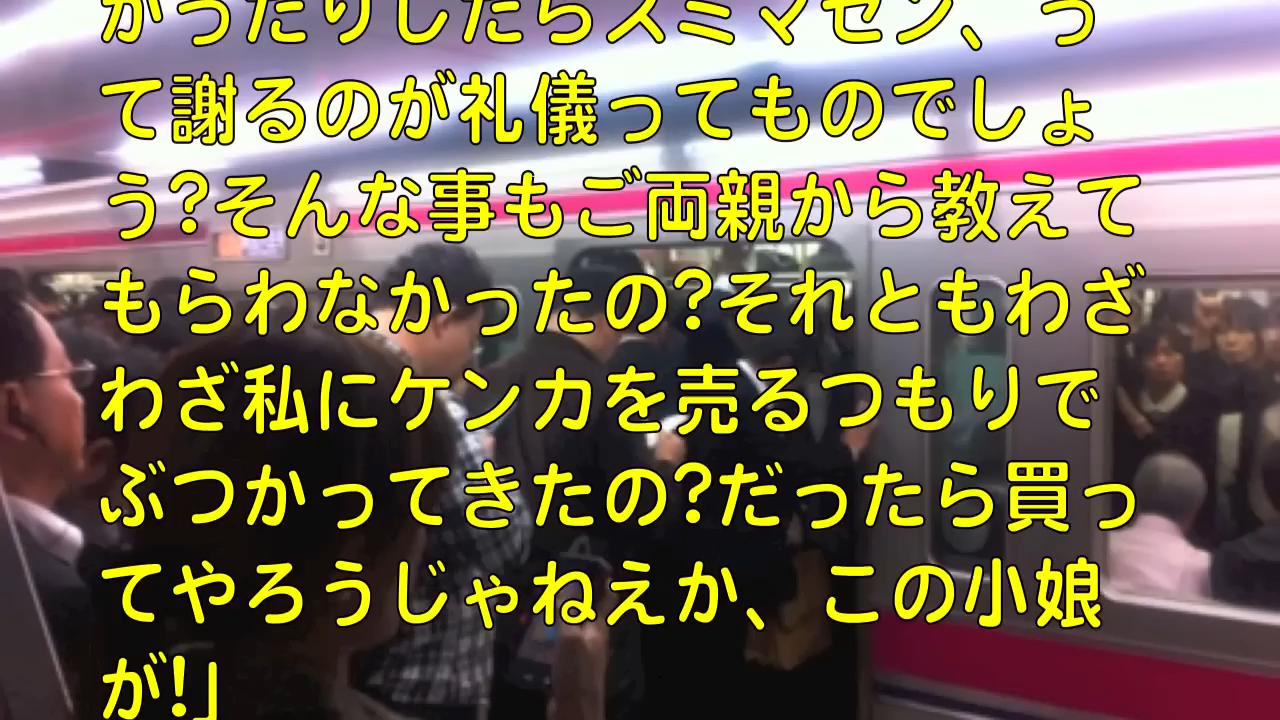 かったりしたらスミマセン、っ
て謝るのが礼儀ってものでしょ
う?そんな事もご両親から教えて
もらわなかったの?それともわざ
わざ私にケンカを売るつもりで
ぶつかってきたの?だったら買っ
てやろうじゃねえか、この小娘
が!」